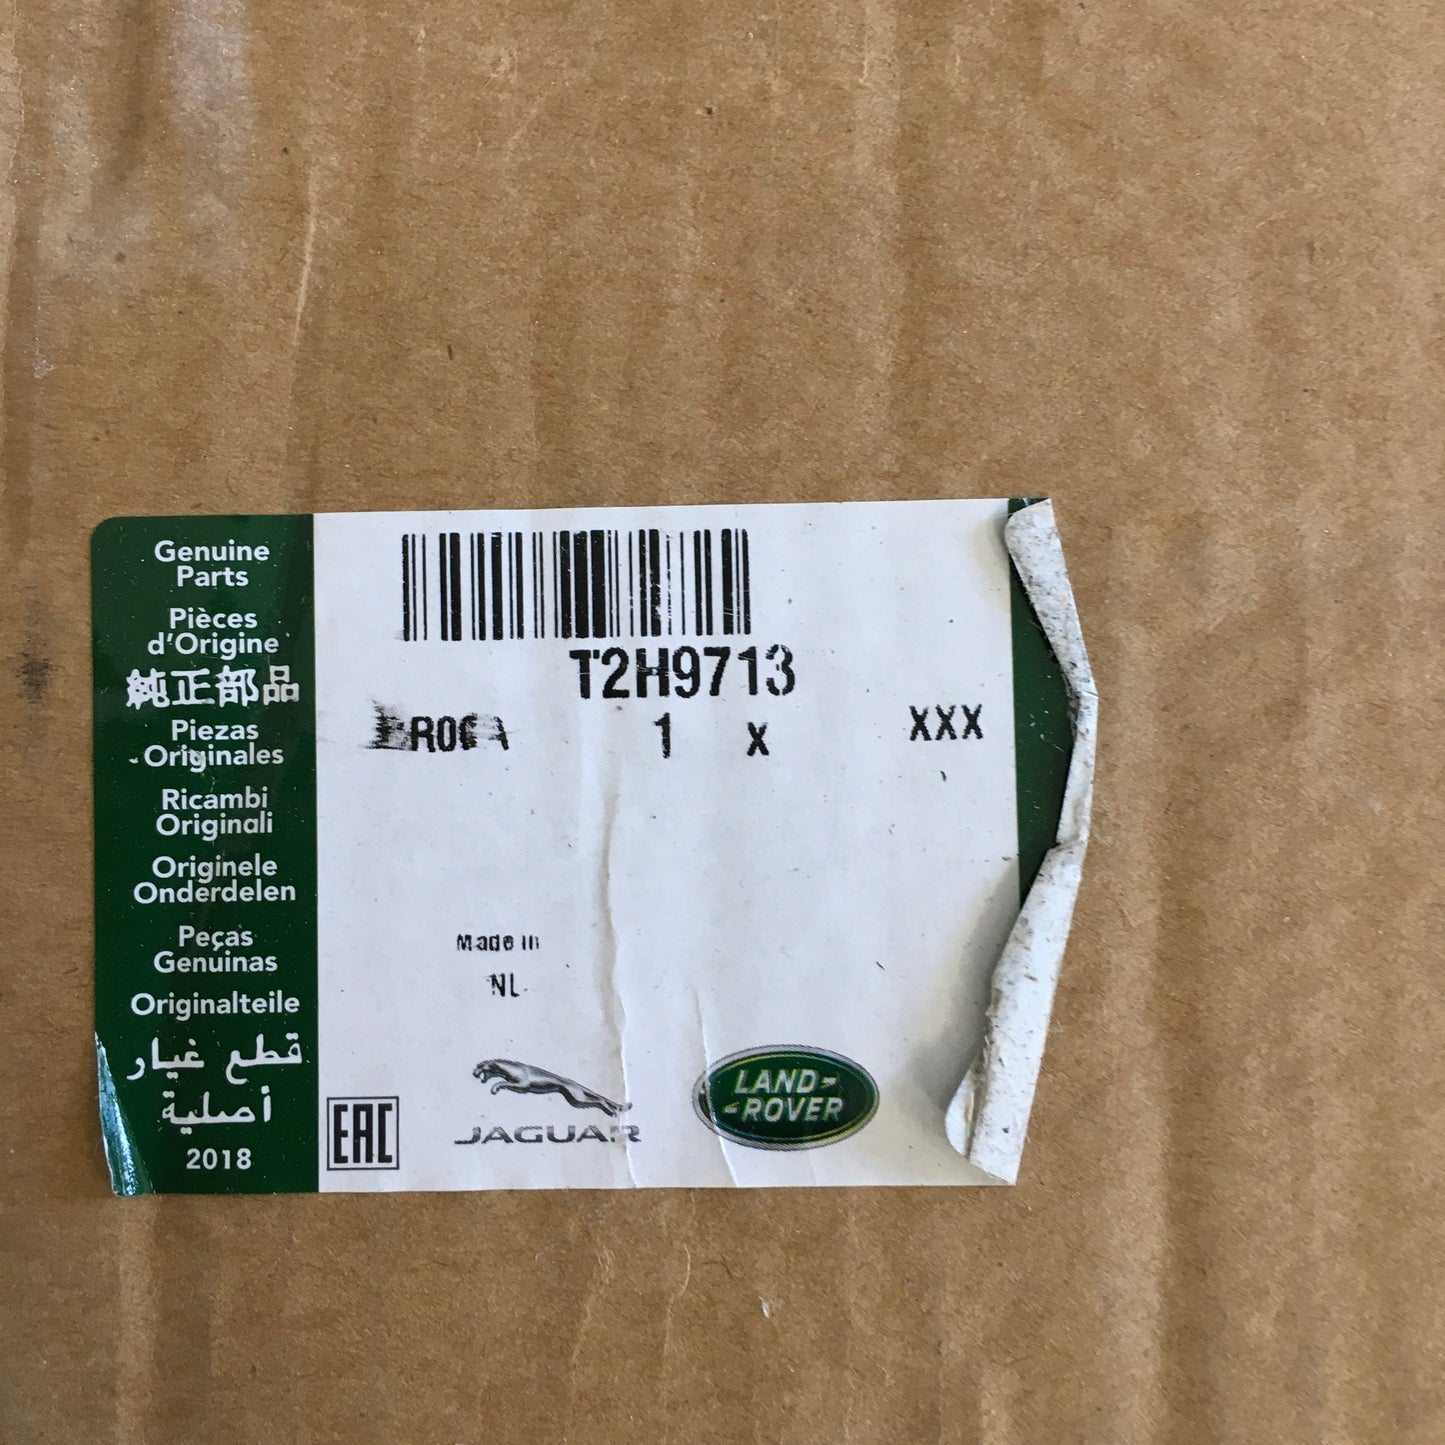 Genuine
Parts
Pièces
d'Origine
純正部品
Piezas
Originales
Ricambi
Originali
Originele
Onderdelen
Peças
Genuinas
Originalteile
قطع غيار
أصلية
2018
T2H9713
1 X XXX
Made in
NL
EAC
JAGUAR
LAND-
-ROVER